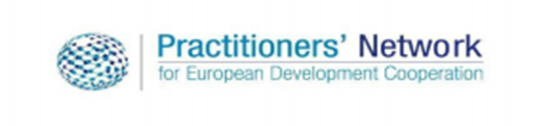 Practitioners' Network
for European Development Cooperation